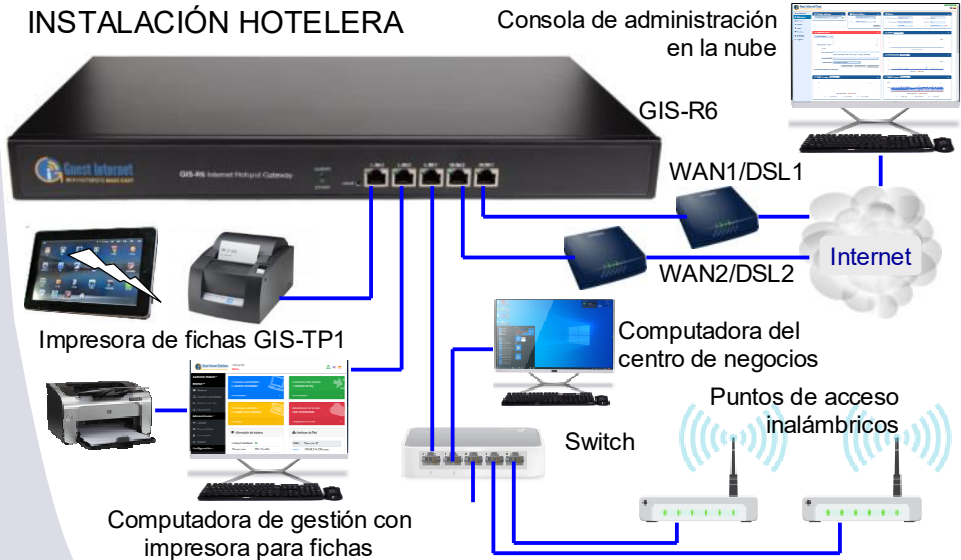 INSTALACIÓN HOTELERA
Consola de administración
en la nube
GIS-R6
Guest Internet
GIS-R6 Internet Hotspot Gateway
WAN1/DSL1
Internet
WAN2/DSL2
Impresora de fichas GIS-TP1
Computadora del
centro de negocios
Puntos de acceso
inalámbricos
Switch
Computadora de gestión con
impresora para fichas